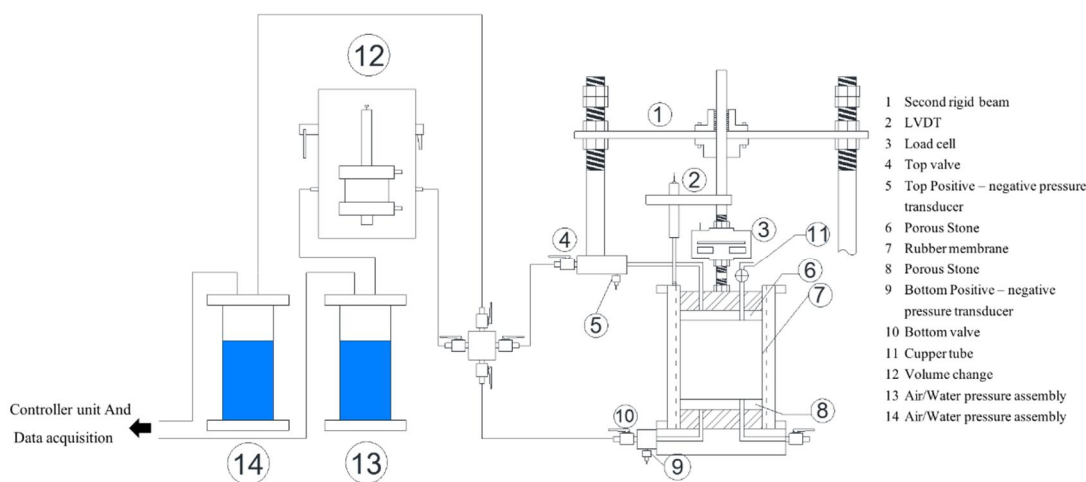 12
1
2
3
4
11
5
6
7
8
10
9
14
13
Controller unit And
Data acquisition
1 Second rigid beam
2 LVDT
3 Load cell
4 Top valve
5 Top Positive – negative pressure
transducer
6 Porous Stone
7 Rubber membrane
8 Porous Stone
9 Bottom Positive – negative
pressure transducer
10 Bottom valve
11 Cupper tube
12 Volume change
13 Air/Water pressure assembly
14 Air/Water pressure assembly